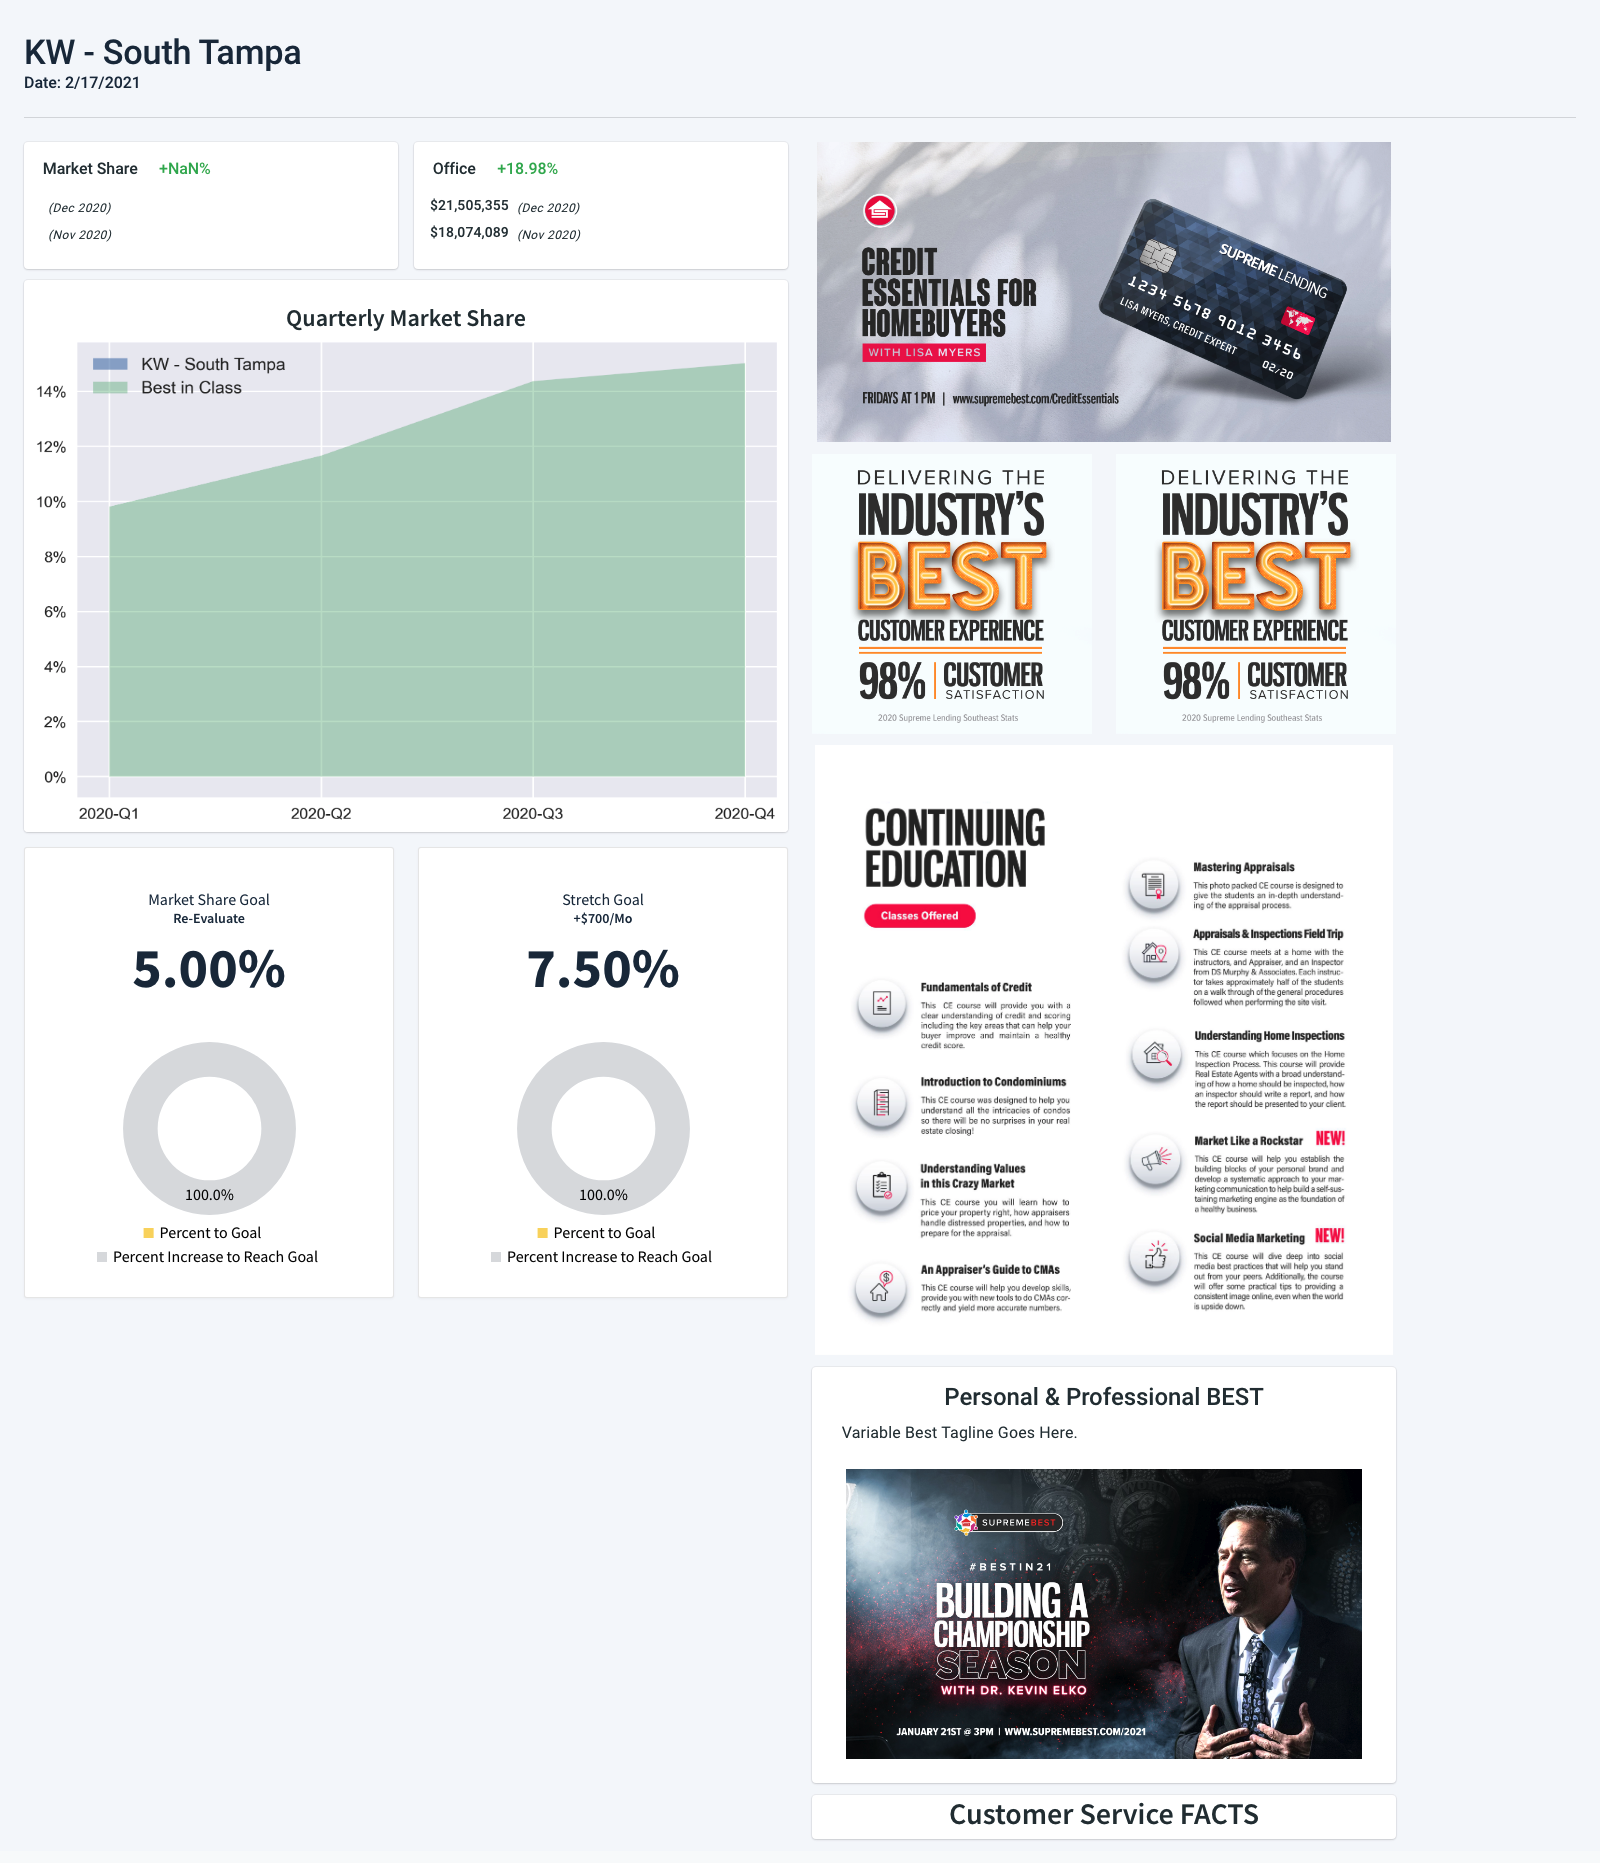 KW - South Tampa
Date: 2/17/2021
Market Share +NaN%
(Dec 2020)
(Nov 2020)
Office +18.98%
$21,505,355 (Dec 2020)
$18,074,089 (Nov 2020)
Quarterly Market Share
KW - South Tampa
Best in Class
14%
12%
10%
8%
6%
4%
2%
0%
2020-Q1 2020-Q2 2020-Q3 2020-Q4
Market Share Goal
Re-Evaluate
5.00%
100.0%
Percent to Goal
Percent Increase to Reach Goal
Stretch Goal
+$700/Mo
7.50%
100.0%
Percent to Goal
Percent Increase to Reach Goal
CREDIT
ESSENTIALS FOR
HOMEBUYERS
WITH LISA MYERS
FRIDAYS AT 1 PM | www.supremebest.com/CreditEssentials
SUPREME LENDING
1234 5678 9012 3456
LISA MYERS, CREDIT EXPERT
02/20
DELIVERING THE
INDUSTRY'S
BEST
CUSTOMER EXPERIENCE
98% | CUSTOMER
SATISFACTION
2020 Supreme Lending Southeast Stats
DELIVERING THE
INDUSTRY'S
BEST
CUSTOMER EXPERIENCE
98% | CUSTOMER
SATISFACTION
2020 Supreme Lending Southeast Stats
CONTINUING
EDUCATION
Classes Offered
Fundamentals of Credit
This CE course will provide you with a
clear understanding of credit and scoring
including the key areas that can help your
buyer improve and maintain a healthy
credit score.
Introduction to Condominiums
This CE course was designed to help you
understand all the intricacies of condos
so there will be no surprises in your real
estate closing!
Understanding Values
in this Crazy Market
This CE course you will learn how to
price your property right, how appraisers
handle distressed properties, and how to
prepare for the appraisal.
An Appraiser's Guide to CMAs
This CE course will help you develop skills,
provide you with new tools to do CMAs cor-
rectly and yield more accurate numbers.
Mastering Appraisals
This photo packed CE course is designed to
give the students an in-depth understand-
ing of the appraisal process.
Appraisals & Inspections Field Trip
This CE course meets at a home with the
instructors, and Appraiser, and an Inspector
from DS Murphy & Associates. Each instruc-
tor takes approximately half of the students
on a walk through of the general procedures
followed when performing the site visit.
Understanding Home Inspections
This CE course which focuses on the Home
Inspection Process. This course will provide
Real Estate Agents with a broad understand-
ing of how a home should be inspected, how
an inspector should write a report, and how
the report should be presented to your client.
Market Like a Rockstar NEW!
This CE course will help you establish the
building blocks of your personal brand and
develop a systematic approach to your mar-
keting communication to help build a self-sus-
taining marketing engine as the foundation of
a healthy business.
Social Media Marketing NEW!
This CE course will dive deep into social
media best practices that will help you stand
out from your peers. Additionally, the course
will offer some practical tips to providing a
consistent image online, even when the world
is upside down.
Personal & Professional BEST
Variable Best Tagline Goes Here.
SUPREMEBEST
#BESTIN21
BUILDING A
CHAMPIONSHIP
SEASON
WITH DR. KEVIN ELKO
JANUARY 21ST @ 3PM | WWW.SUPREMEBEST.COM/2021
Customer Service FACTS